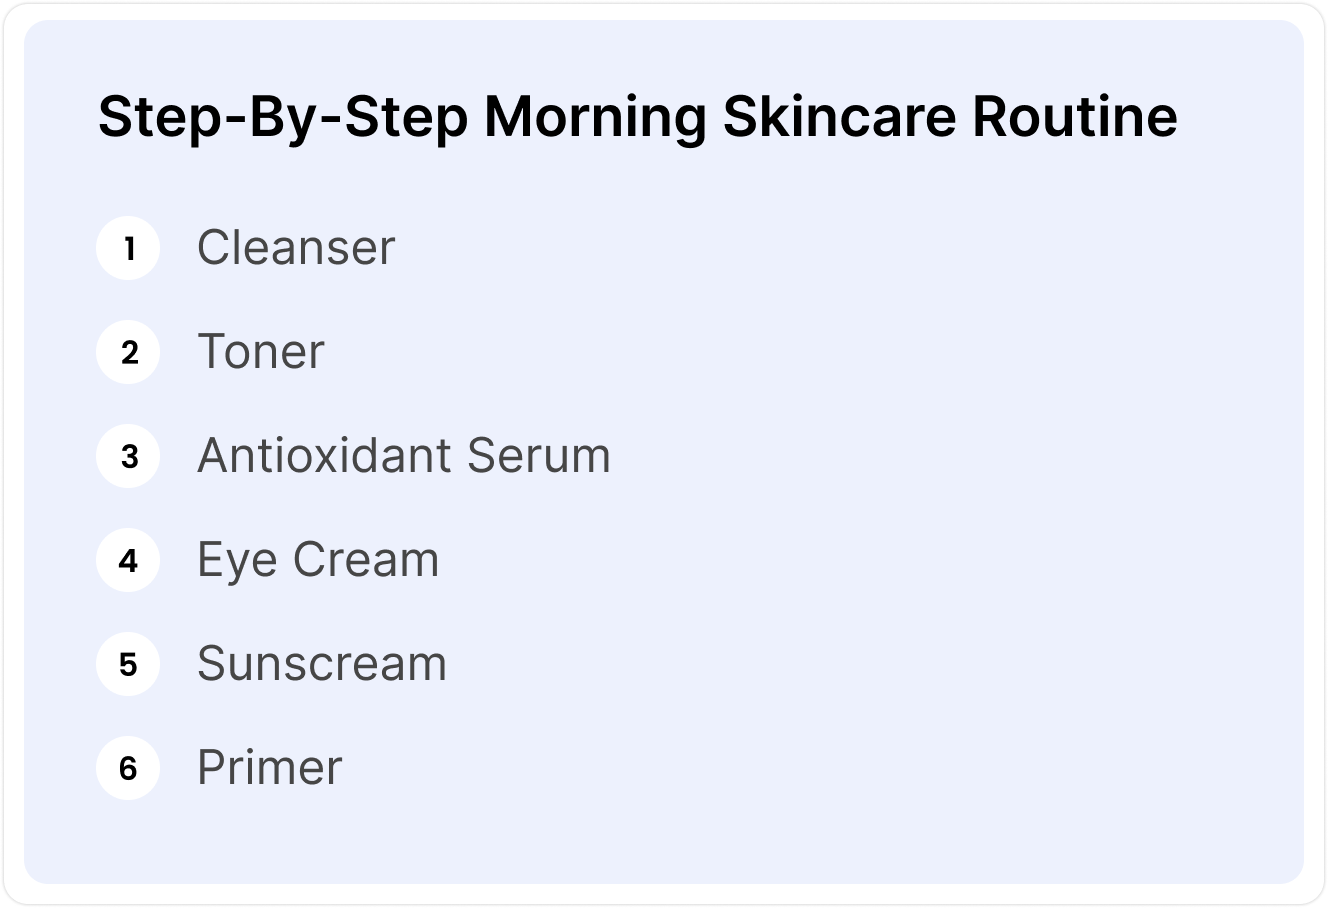 Step-By-Step Morning Skincare Routine
1 Cleanser
2 Toner
3 Antioxidant Serum
4 Eye Cream
5 Sunscream
6 Primer